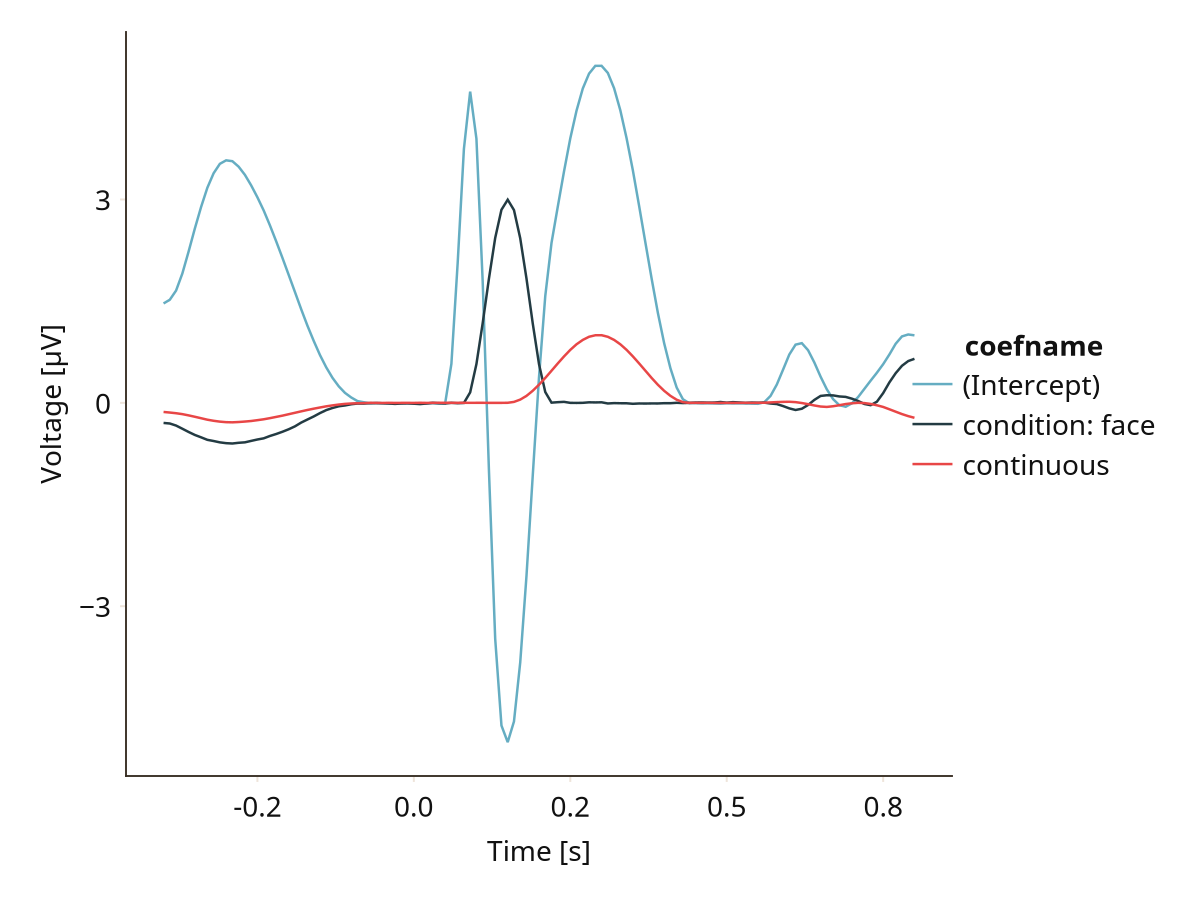 Voltage [µV]
3
0
−3
-0.2
0.0
0.2
0.5
0.8
Time [s]
coefname
(Intercept)
condition: face
continuous